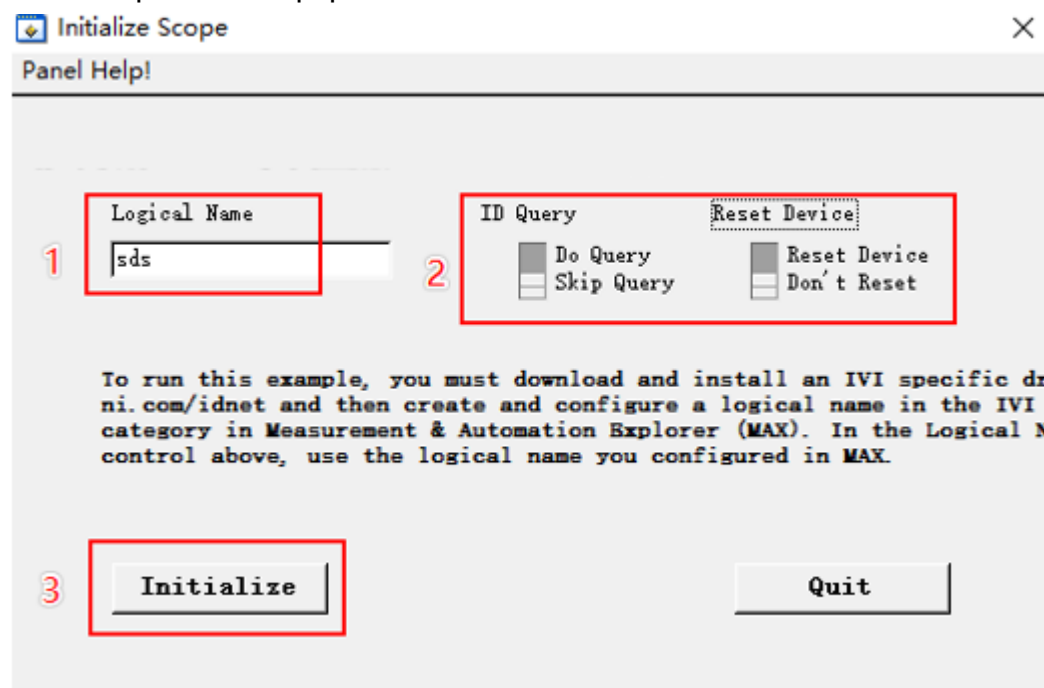 Initialize Scope
Panel Help!
Logical Name
ID Query Reset Device
1 sds 2 Do Query Reset Device
Skip Query Don't Reset
To run this example, you must download and install an IVI specific
ni.com/idnet and then create and configure a logical name in the IVI
category in Measurement & Automation Explorer (MAX). In the Logical
control above, use the logical name you configured in MAX.
3 Initialize Quit